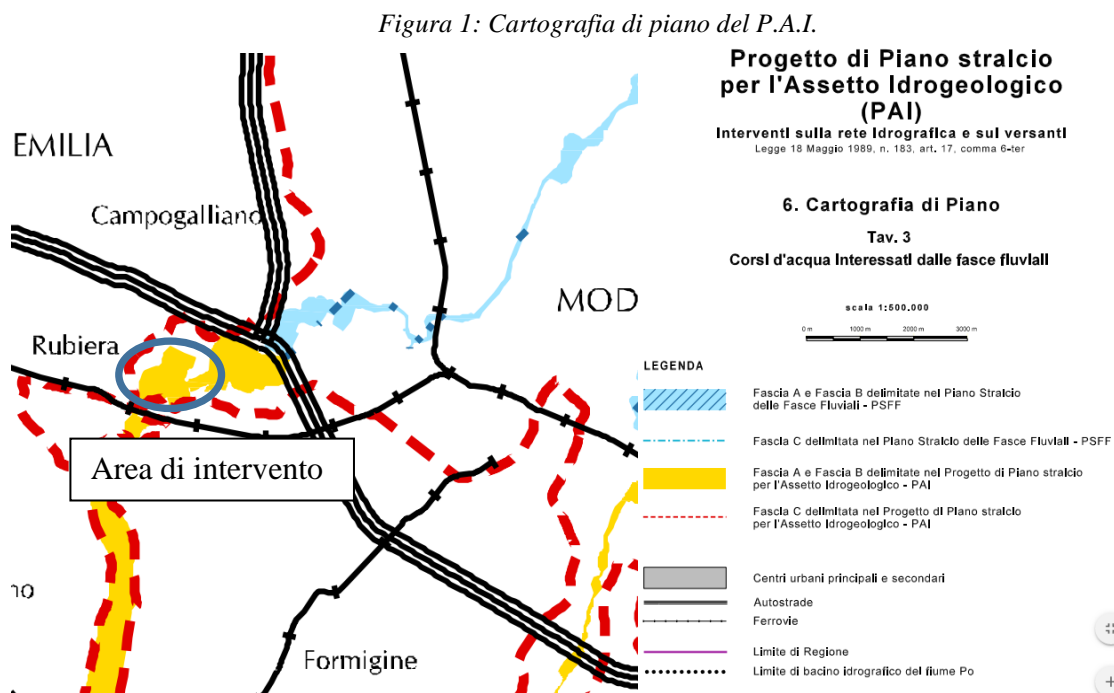 Figura 1: Cartografia di piano del P.A.I.
EMILIA
Campogalliano
MOD
Rubiera
Area di intervento
no
Formigine
Progetto di Piano stralcio
per l'Assetto Idrogeologico
(PAI)
Interventi sulla rete Idrografica e sui versanti
Legge 18 Maggio 1989, n. 183, art. 17, comma 6-ter
6. Cartografia di Piano
Tav. 3
Corsi d'acqua Interessati dalle fasce fluviali
scala 1:500.000
0 m 1000 m 2000 m 3000 m
LEGENDA
Fascia A e Fascia B delimitate nel Piano Stralcio
delle Fasce Fluviali - PSFF
Fascia C delimitata nel Piano Stralcio delle Fasce Fluviali - PSFF
Fascia A e Fascia B delimitate nel Progetto di Piano stralcio
per l'Assetto Idrogeologico - PAI
Fascia C delimitata nel Progetto di Piano stralcio
per l'Assetto Idrogeologico - PAI
Centri urbani principali e secondari
Autostrade
Ferrovie
Limite di Regione
Limite di bacino idrografico del fiume Po